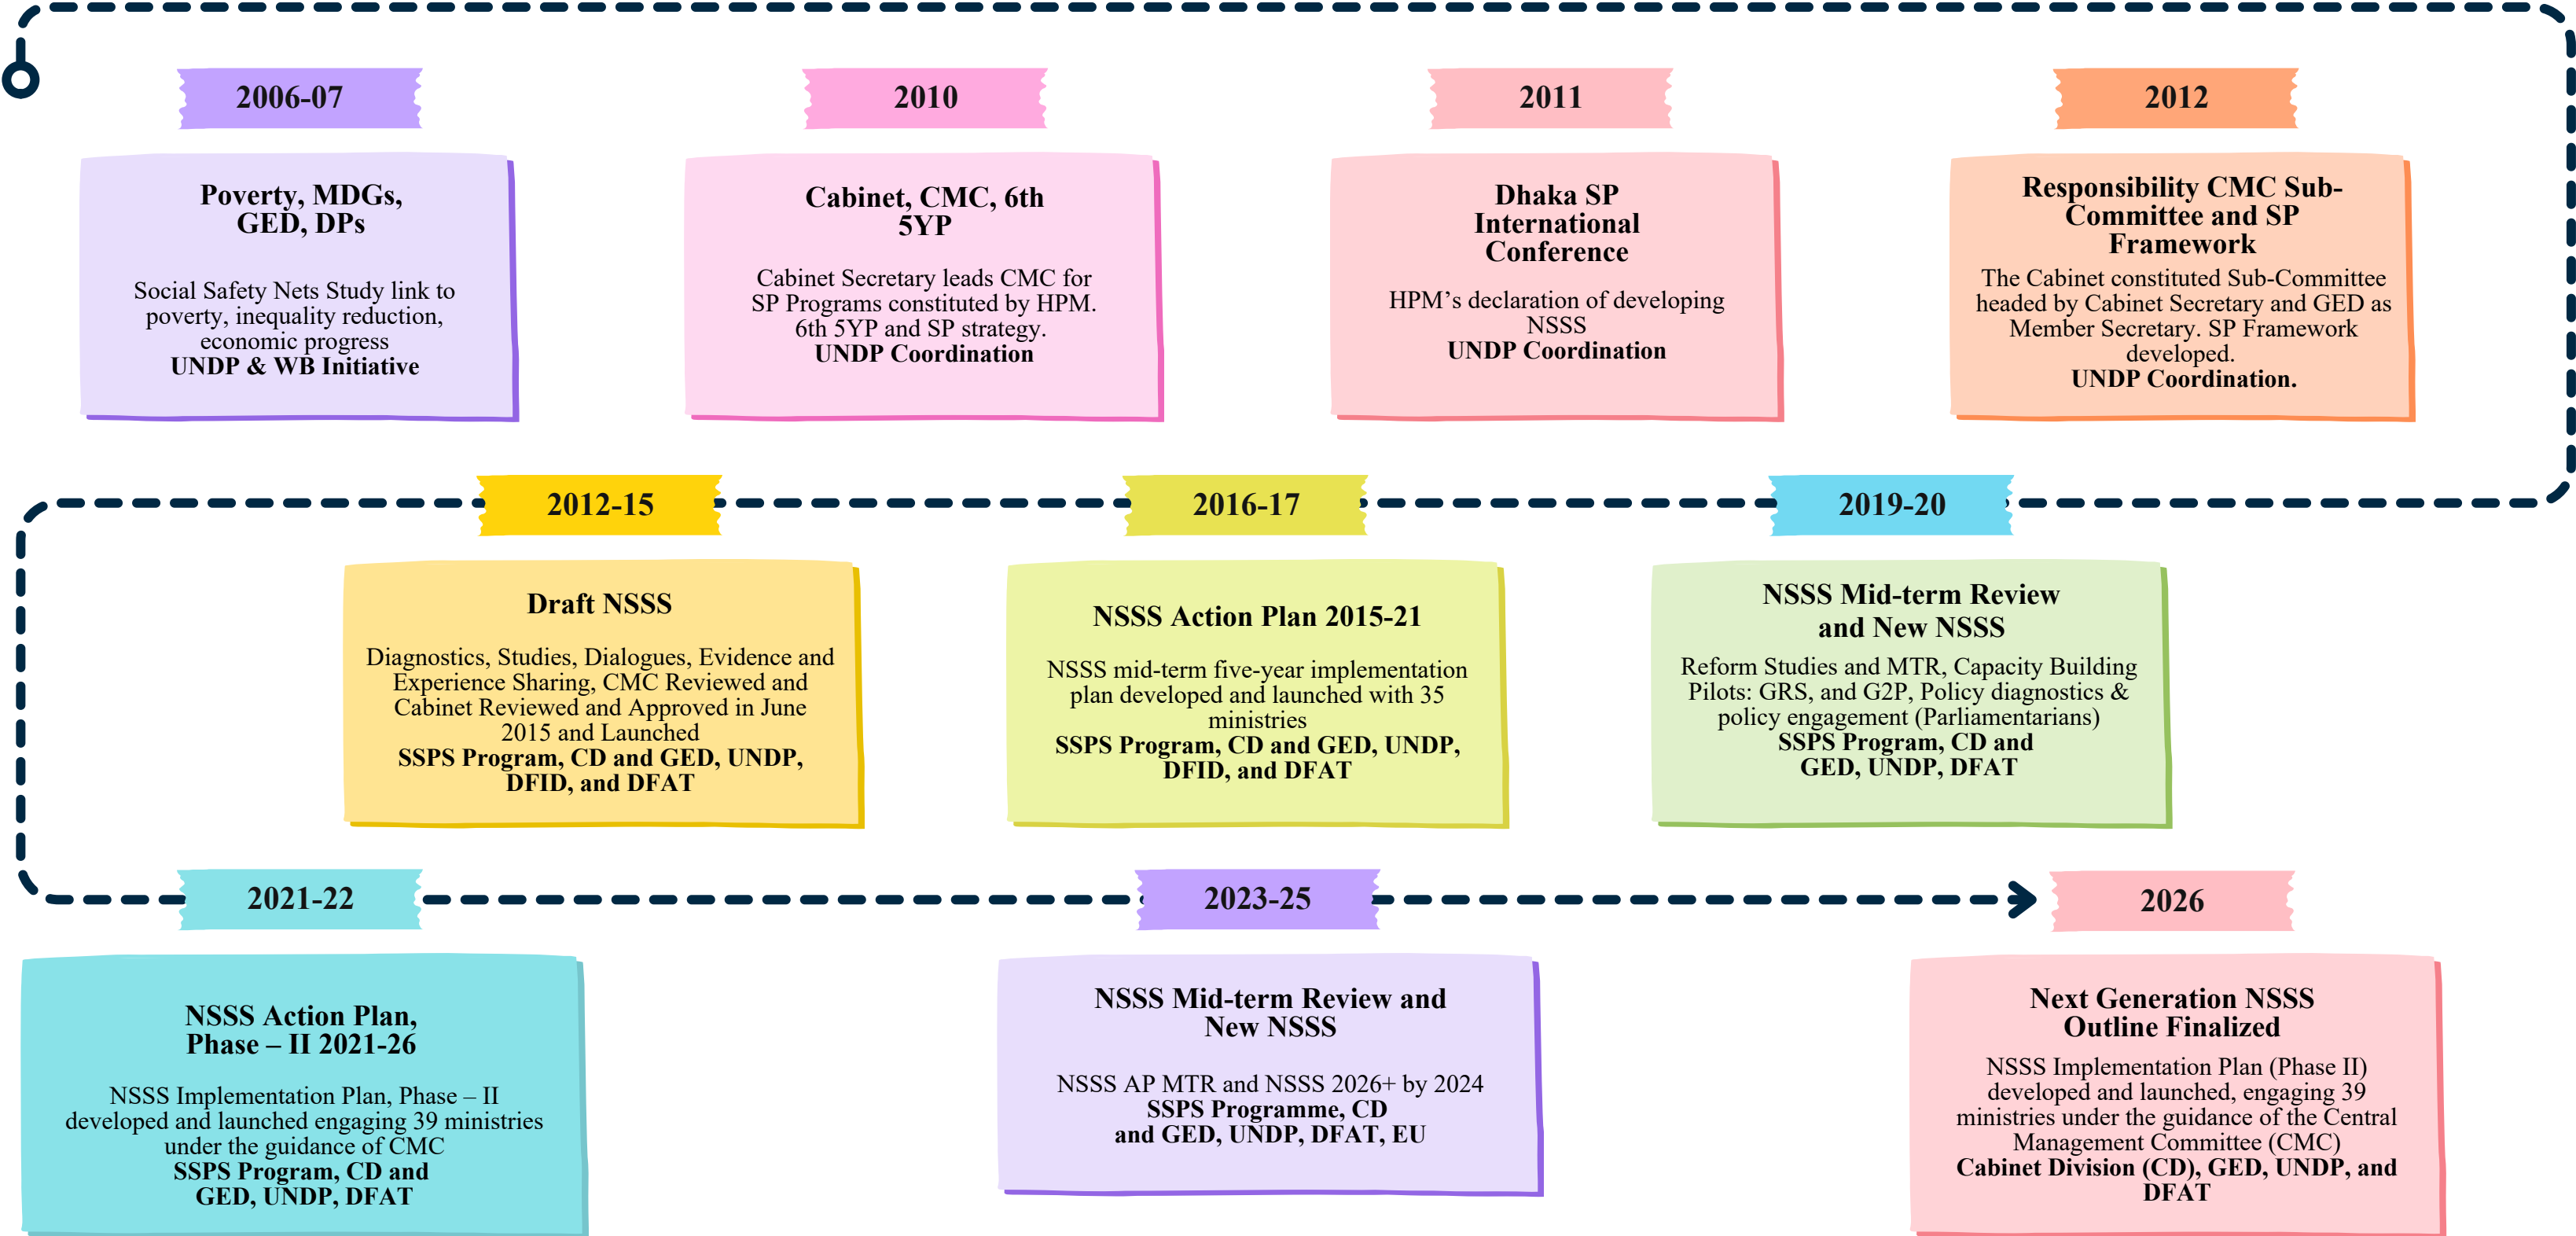 2006-07
Poverty, MDGs,
GED, DPs
Social Safety Nets Study link to
poverty, inequality reduction,
economic progress
UNDP & WB Initiative
2010
Cabinet, CMC, 6th
5YP
Cabinet Secretary leads CMC for
SP Programs constituted by HPM.
6th 5YP and SP strategy.
UNDP Coordination
2011
Dhaka SP
International
Conference
HPM’s declaration of developing
NSSS
UNDP Coordination
2012
Responsibility CMC Sub-
Committee and SP
Framework
The Cabinet constituted Sub-Committee
headed by Cabinet Secretary and GED as
Member Secretary. SP Framework
developed.
UNDP Coordination.
2012-15
Draft NSSS
Diagnostics, Studies, Dialogues, Evidence and
Experience Sharing, CMC Reviewed and
Cabinet Reviewed and Approved in June
2015 and Launched
SSPS Program, CD and GED, UNDP,
DFID, and DFAT
2016-17
NSSS Action Plan 2015-21
NSSS mid-term five-year implementation
plan developed and launched with 35
ministries
SSPS Program, CD and GED, UNDP,
DFID, and DFAT
2019-20
NSSS Mid-term Review
and New NSSS
Reform Studies and MTR, Capacity Building
Pilots: GRS, and G2P, Policy diagnostics &
policy engagement (Parliamentarians)
SSPS Program, CD and
GED, UNDP, DFAT
2021-22
NSSS Action Plan,
Phase – II 2021-26
NSSS Implementation Plan, Phase – II
developed and launched engaging 39 ministries
under the guidance of CMC
SSPS Program, CD and
GED, UNDP, DFAT
2023-25
NSSS Mid-term Review and
New NSSS
NSSS AP MTR and NSSS 2026+ by 2024
SSPS Programme, CD
and GED, UNDP, DFAT, EU
2026
Next Generation NSSS
Outline Finalized
NSSS Implementation Plan (Phase II)
developed and launched, engaging 39
ministries under the guidance of the Central
Management Committee (CMC)
Cabinet Division (CD), GED, UNDP, and
DFAT